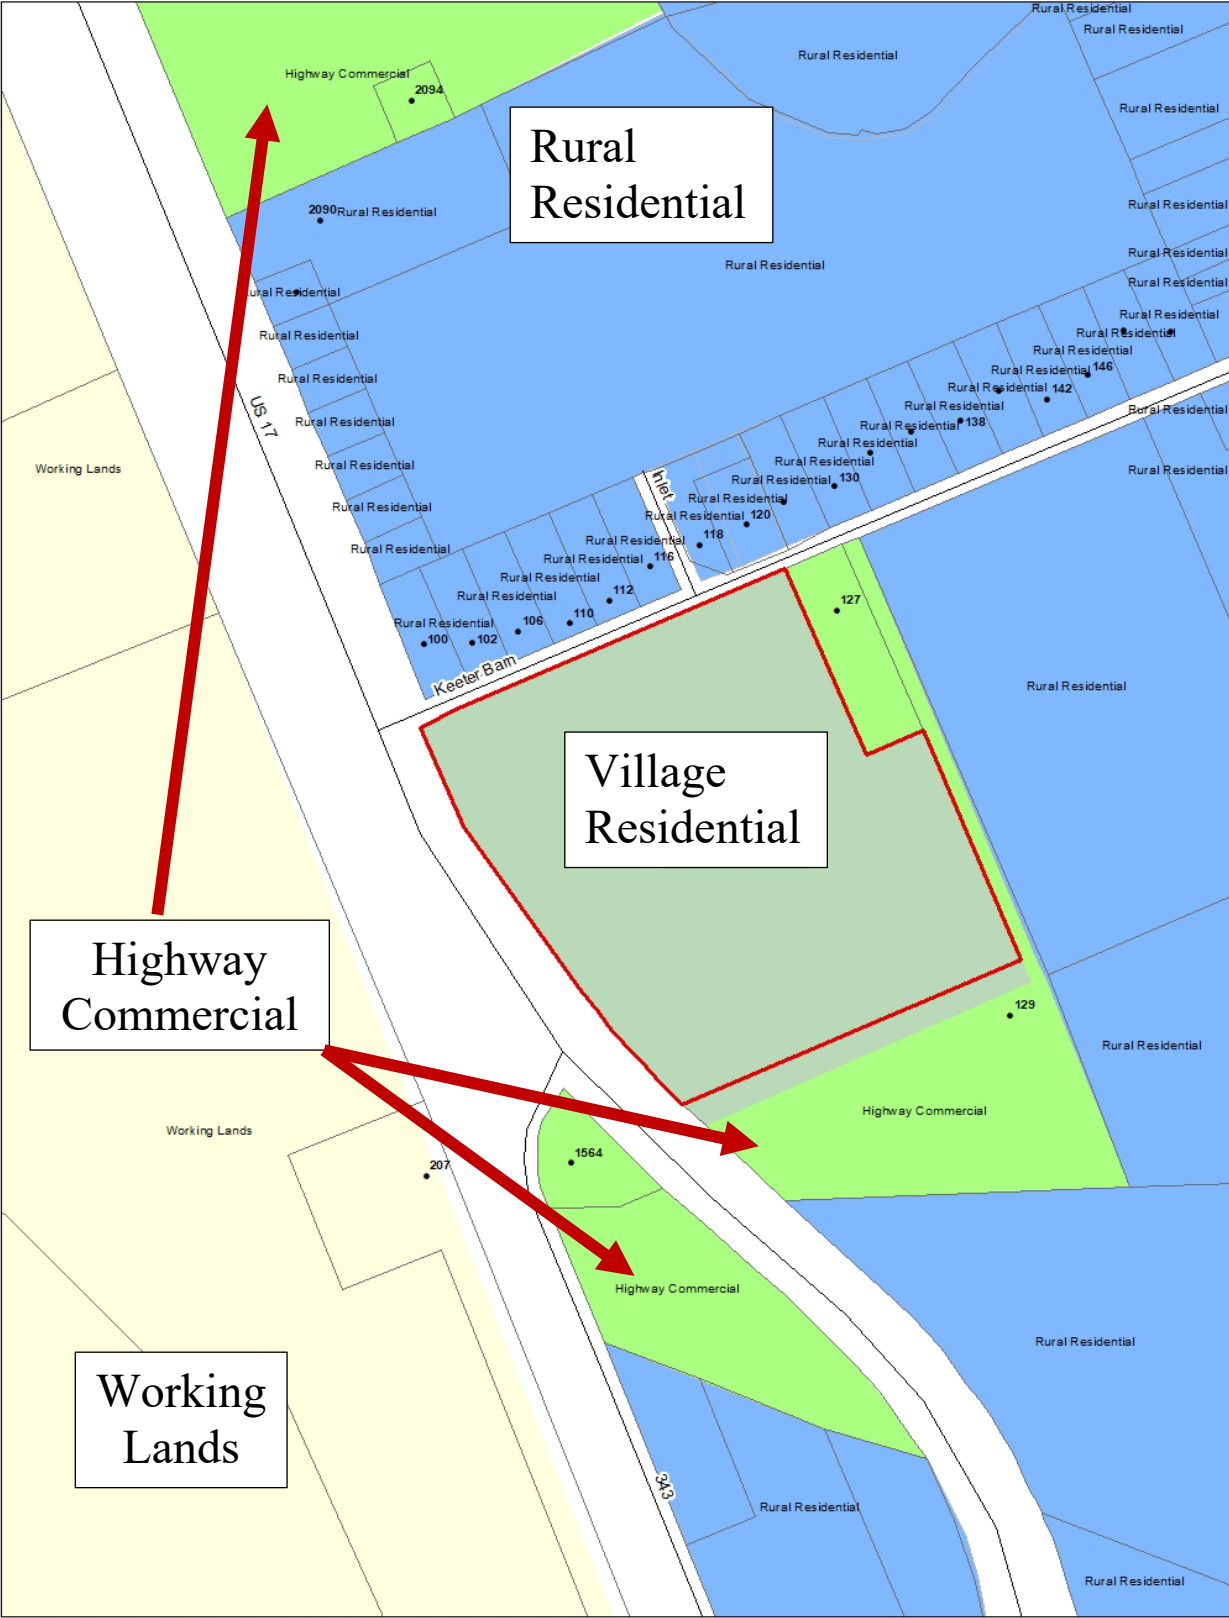 Rural Residential
Rural Residential
Rural Residential
Highway Commercial
2094
Rural Residential
Rural
Residential
2090
Rural Residential
Rural Residential
Rural Residential
Rural Residential
Rural Residential
ural Residential
Rural Residential
Rural Residential
Rural Residential
Rural Residential
Rural Residential
Rural Residential
146
Rural Residential
Rural Residential
142
US 17
Rural Residential
Rural Residential
138
Rural Residential
Rural Residential
Rural Residential
Rural Residential
Working Lands
Rural Residential
Rural Residential
Inlet
Rural Residential
130
Rural Residential
Rural Residential
Rural Residential
120
118
Rural Residential
Rural Residential
Rural Residential
116
Rural Residential
Rural Residential
112
127
Rural Residential
110
106
100
102
Keeter Barn
Rural Residential
Village
Residential
Highway
Commercial
129
Rural Residential
Highway Commercial
Working Lands
1564
207
Highway Commercial
Rural Residential
Working
Lands
343
Rural Residential
Rural Residential